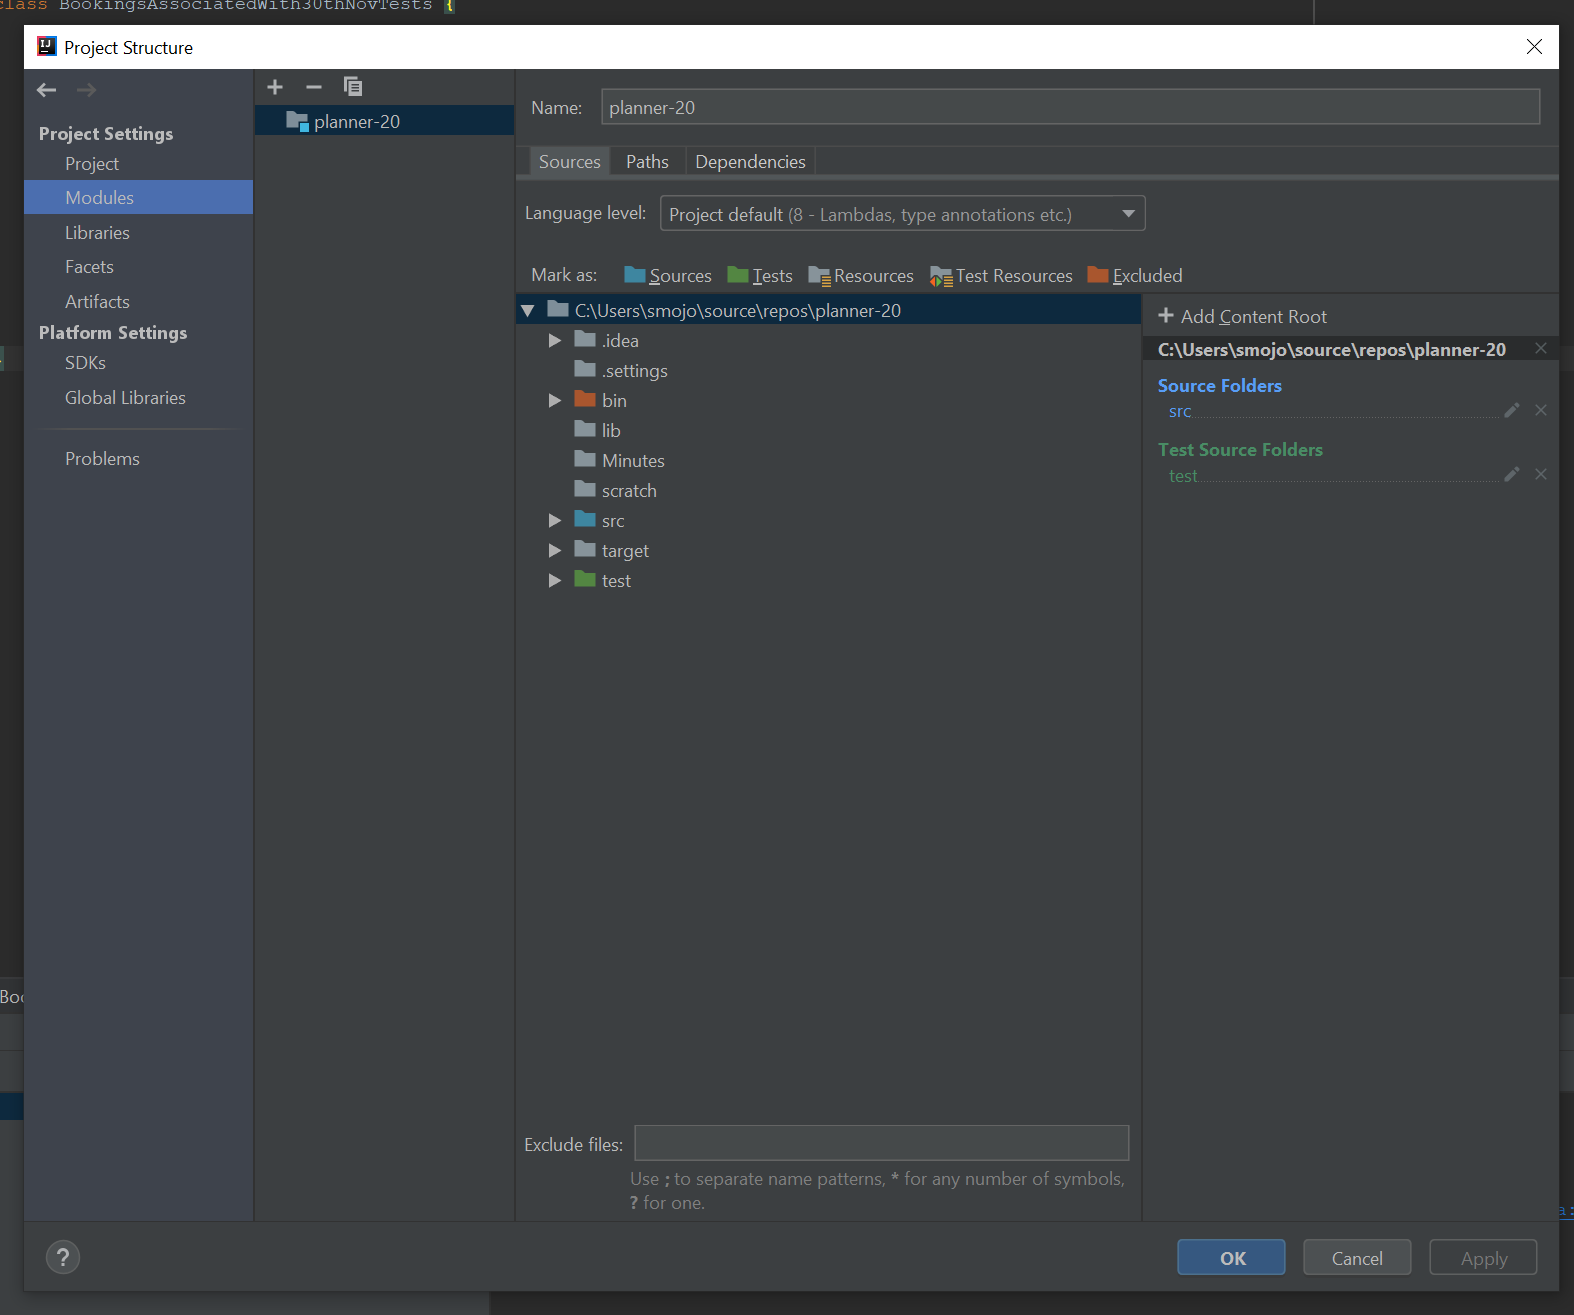 class BookingsAssociatedWith30thNovTests {
Project Structure
Project Settings
Project
Modules
Libraries
Facets
Artifacts
Platform Settings
SDKs
Global Libraries
Problems
planner-20
Name: planner-20
Sources Paths Dependencies
Language level: Project default (8 - Lambdas, type annotations etc.)
Mark as: Sources Tests Resources Test Resources Excluded
C:\Users\smojo\source\repos\planner-20
.idea
.settings
bin
lib
Minutes
scratch
src
target
test
+ Add Content Root
C:\Users\smojo\source\repos\planner-20
Source Folders
src
Test Source Folders
test
Exclude files:
Use ; to separate name patterns, * for any number of symbols,
? for one.
Boo
a:
? OK Cancel Apply